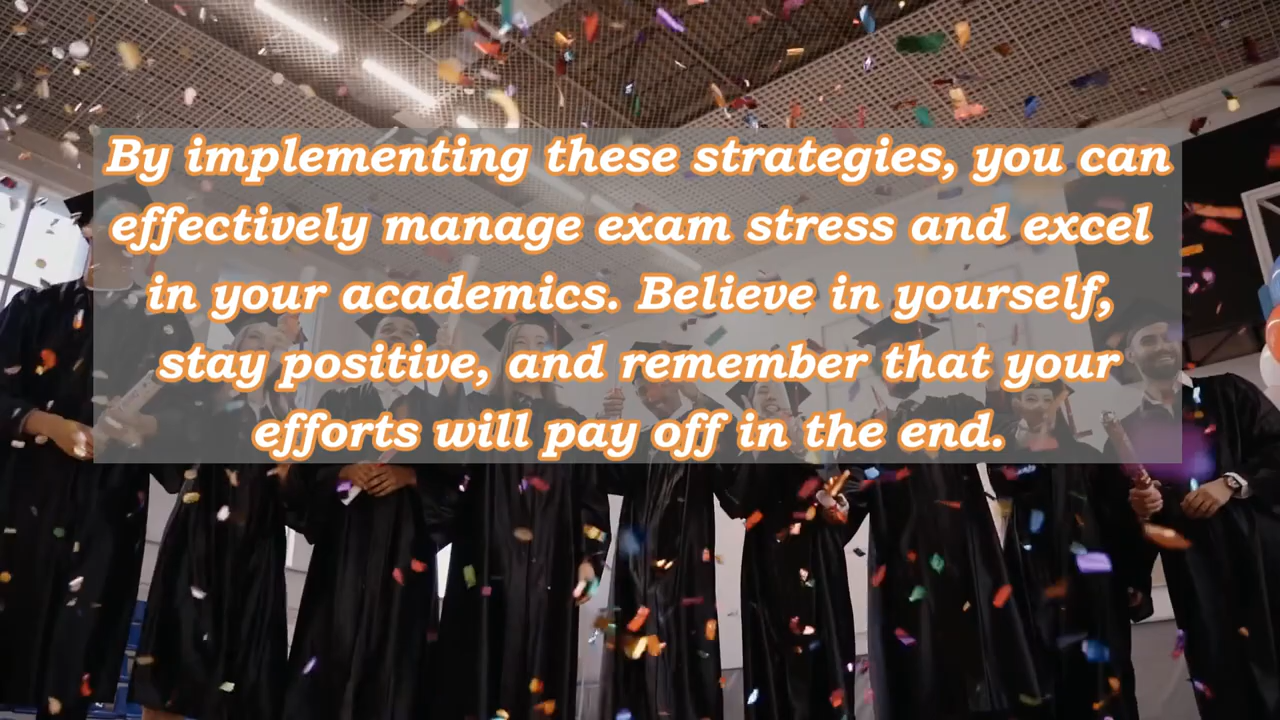 By implementing these strategies, you can
effectively manage exam stress and excel
in your academics. Believe in yourself,
stay positive, and remember that your
efforts will pay off in the end.